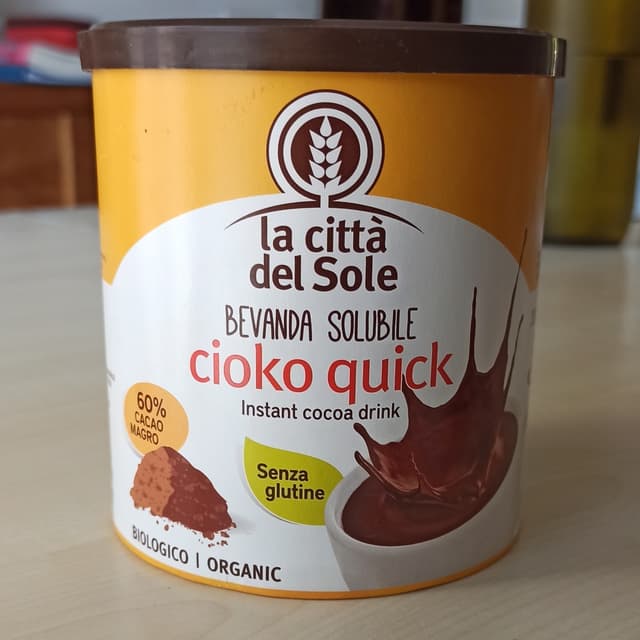 la città
del Sole
BEVANDA SOLUBILE
cioko quick
Instant cocoa drink
60%
CACAO
MAGRO
Senza
glutine
BIOLOGICO | ORGANIC